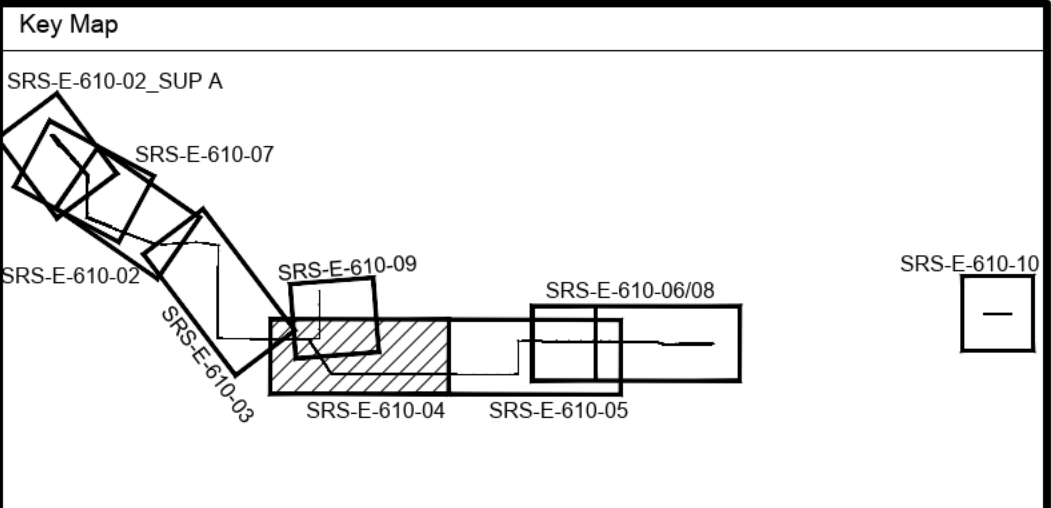 Key Map
SRS-E-610-02_SUP A
SRS-E-610-07
SRS-E-610-02
SRS-E-610-03
SRS-E-610-09
SRS-E-610-04
SRS-E-610-05
SRS-E-610-06/08
SRS-E-610-10